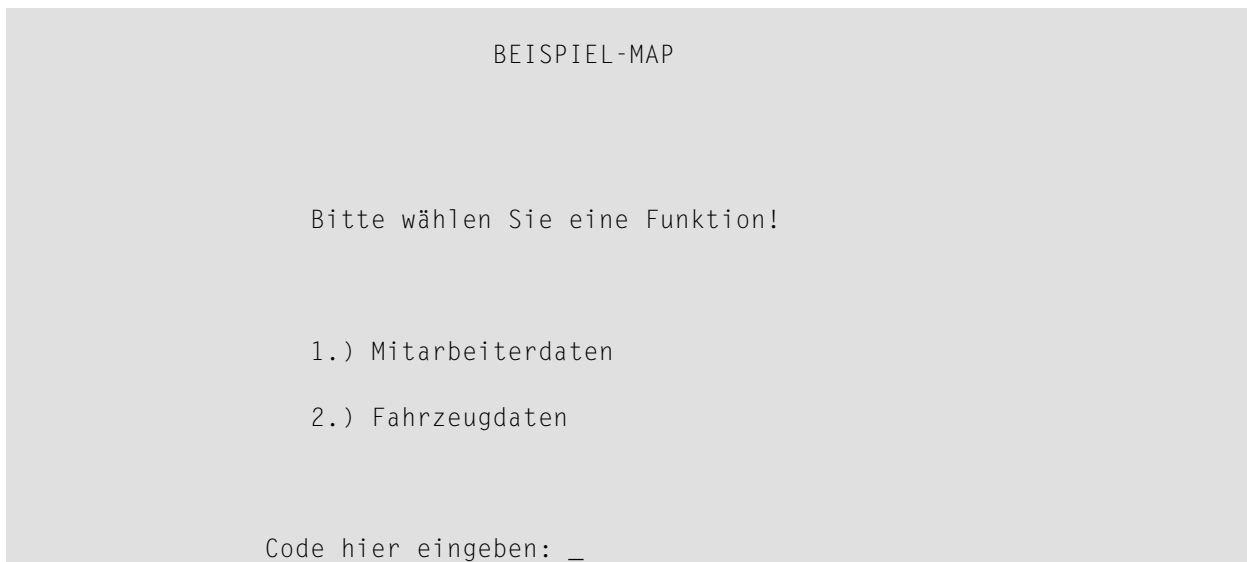 BEISPIEL-MAP
Bitte wählen Sie eine Funktion!
1.) Mitarbeiterdaten
2.) Fahrzeugdaten
Code hier eingeben: _